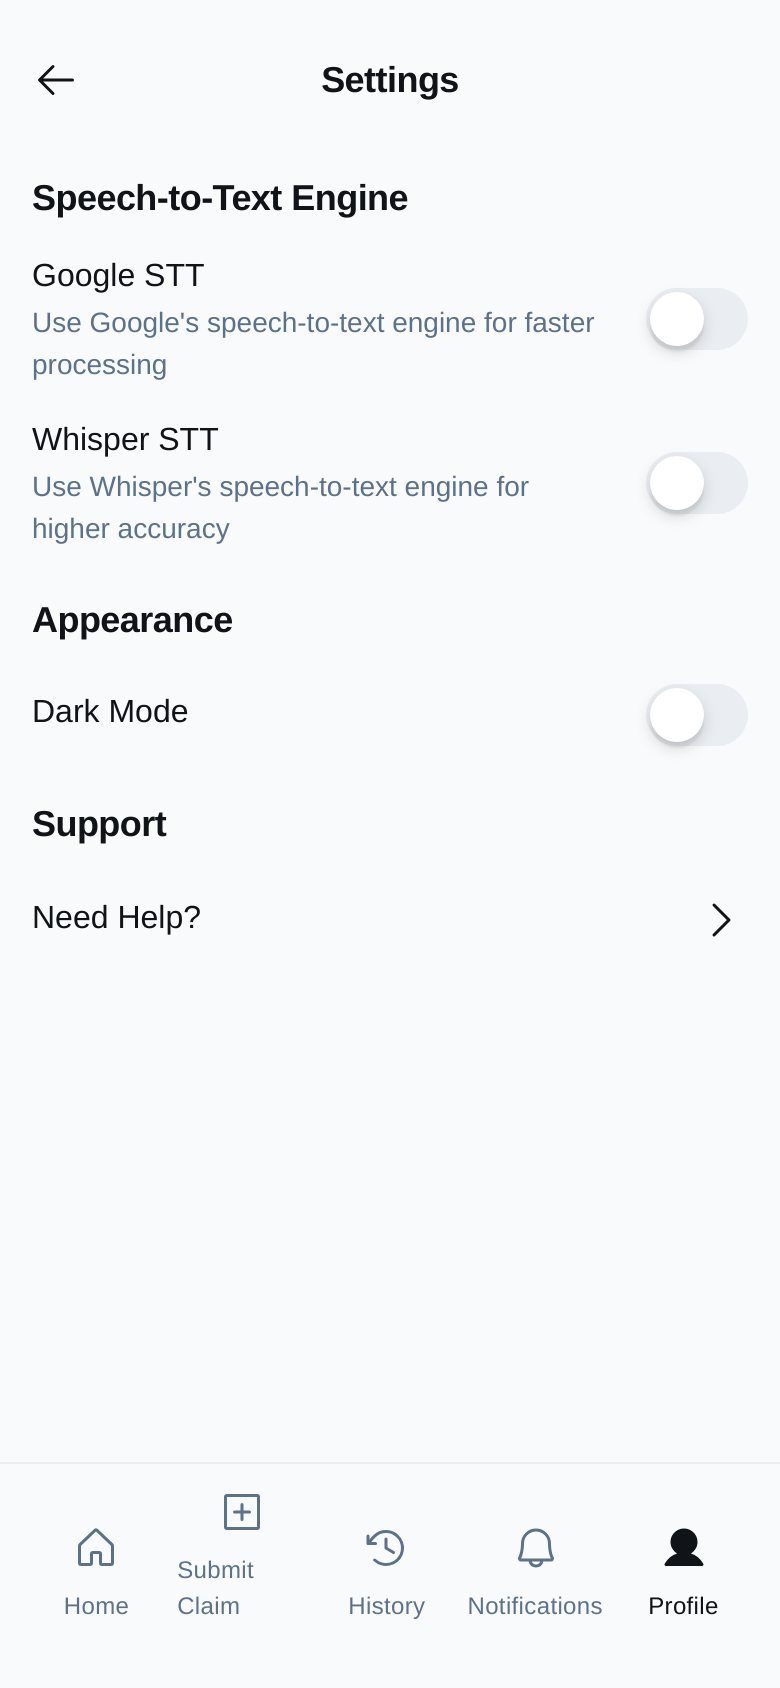 Settings
Speech-to-Text Engine
Google STT
Use Google's speech-to-text engine for faster
processing
Whisper STT
Use Whisper's speech-to-text engine for
higher accuracy
Appearance
Dark Mode
Support
Need Help?
Home
Submit
Claim
History
Notifications
Profile